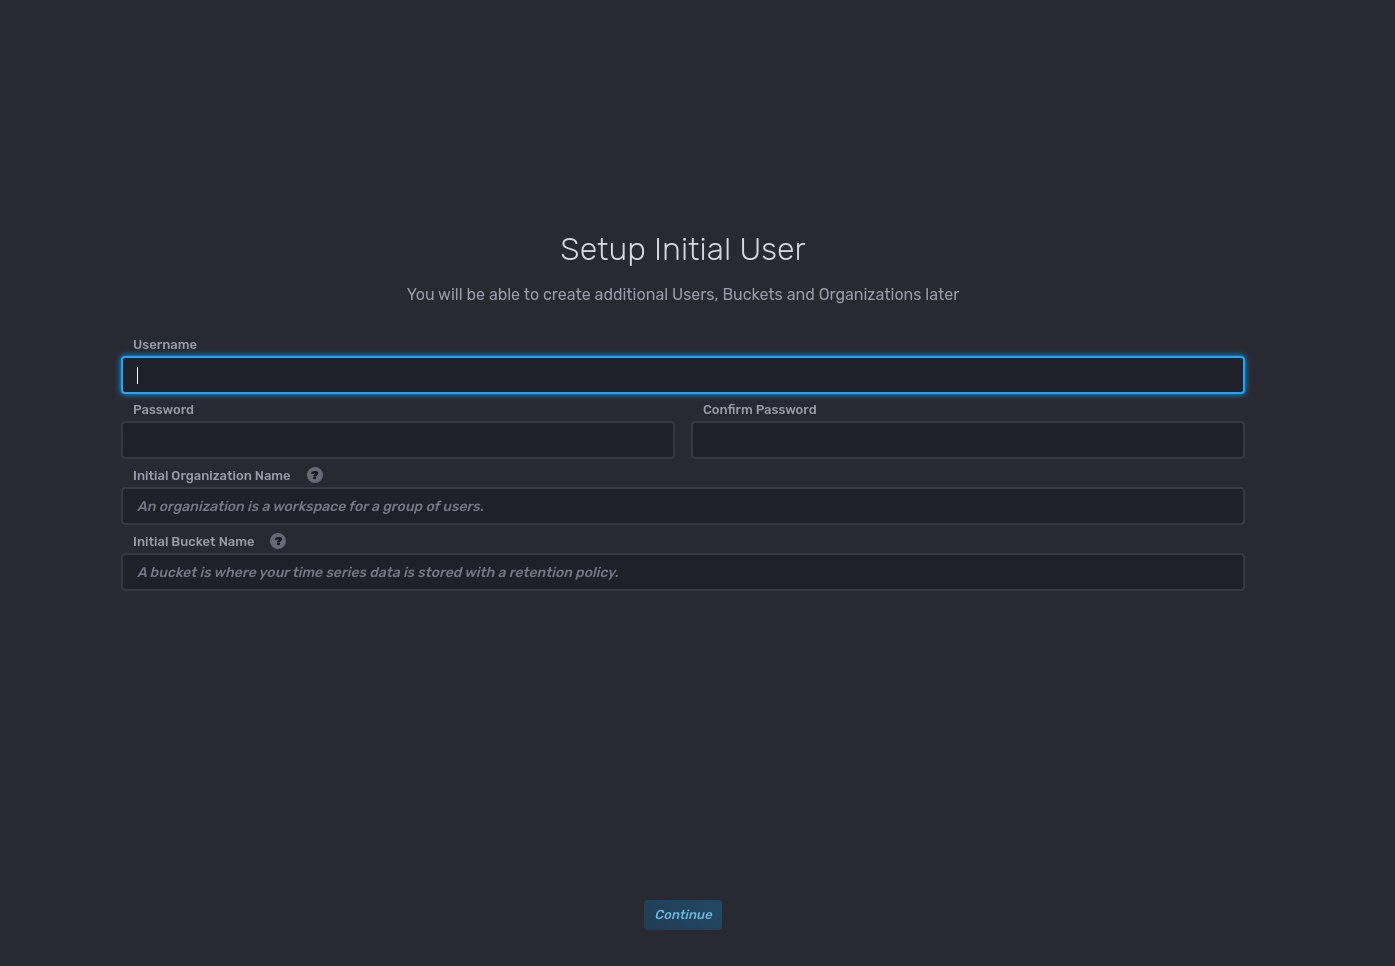 Setup Initial User
You will be able to create additional Users, Buckets and Organizations later
Username
Password
Confirm Password
Initial Organization Name ?
An organization is a workspace for a group of users.
Initial Bucket Name ?
A bucket is where your time series data is stored with a retention policy.
Continue